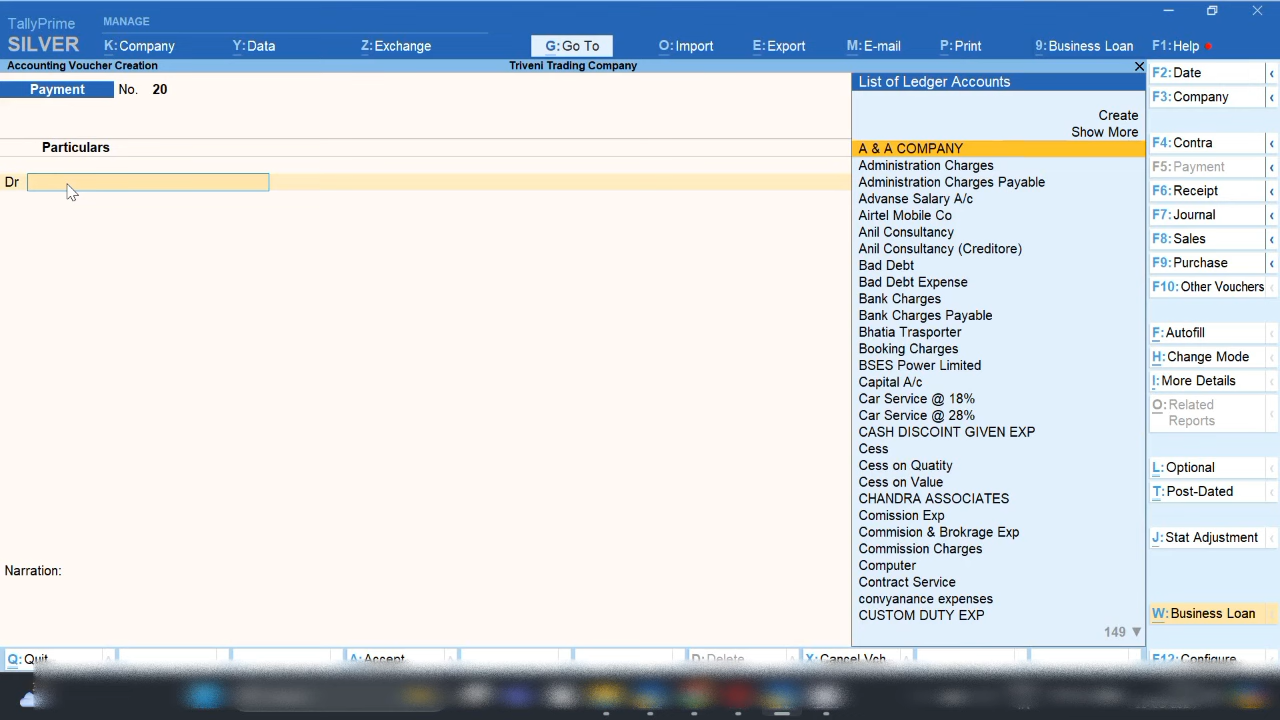 TallyPrime
MANAGE
SILVER
K:Company
Y:Data
Z:Exchange
G:Go To
O:Import
E:Export
M:E-mail
P:Print
9:Business Loan
F1:Help
Accounting Voucher Creation
Triveni Trading Company
Payment
No. 20
Particulars
Dr
Narration:
List of Ledger Accounts
Create
Show More
A & A COMPANY
Administration Charges
Administration Charges Payable
Advanse Salary A/c
Airtel Mobile Co
Anil Consultancy
Anil Consultancy (Creditore)
Bad Debt
Bad Debt Expense
Bank Charges
Bank Charges Payable
Bhatia Trasporter
Booking Charges
BSES Power Limited
Capital A/c
Car Service @ 18%
Car Service @ 28%
CASH DISCOINT GIVEN EXP
Cess
Cess on Quatity
Cess on Value
CHANDRA ASSOCIATES
Comission Exp
Commision & Brokrage Exp
Commission Charges
Computer
Contract Service
convyanance expenses
CUSTOM DUTY EXP
149 ▼
F2:Date
F3:Company
F4:Contra
F5:Payment
F6:Receipt
F7:Journal
F8:Sales
F9:Purchase
F10:Other Vouchers
F:Autofill
H:Change Mode
I:More Details
O:Related
Reports
L:Optional
T:Post-Dated
J:Stat Adjustment
W:Business Loan
Q:Quit
A:Accept
D:Delete
X:Cancel Vch
F12:Configure